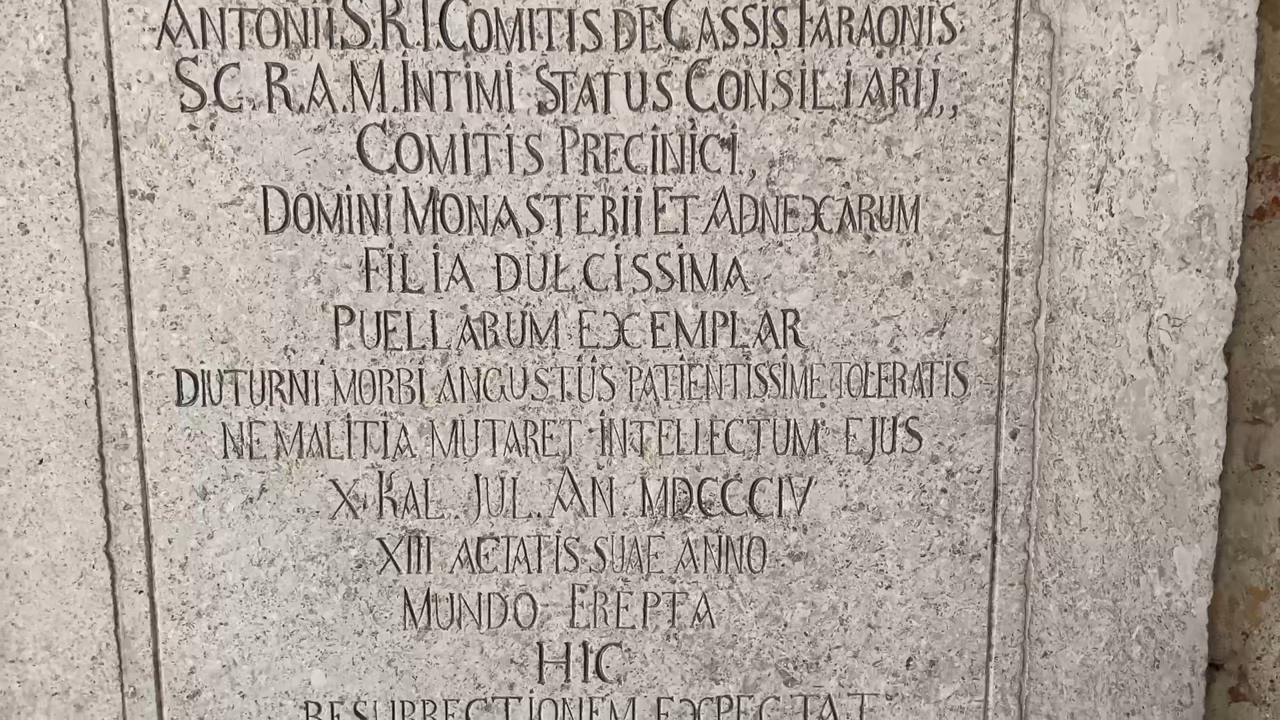 ANTONII S.R.I. COMITIS DE CASSIS FARAONIS
S.C.R.A.M. INTIMI STATUS CONSILIARIJ,
COMITIS PRECINICI,
DOMINI MONASTERII ET ADNEXARUM
FILIA DULCISSIMA
PUELLARUM EXEMPLAR
DIUTURNI MORBI ANGUSTIIS PATIENTISSIME TOLERATIS
NE MALITIA MUTARET INTELLECTUM EJUS
X. KAL. JUL. AN. MDCCCIV
XIII AETATIS SUAE ANNO
MUNDO EREPTA
HIC
RESURRECTIONEM EXPECTAT